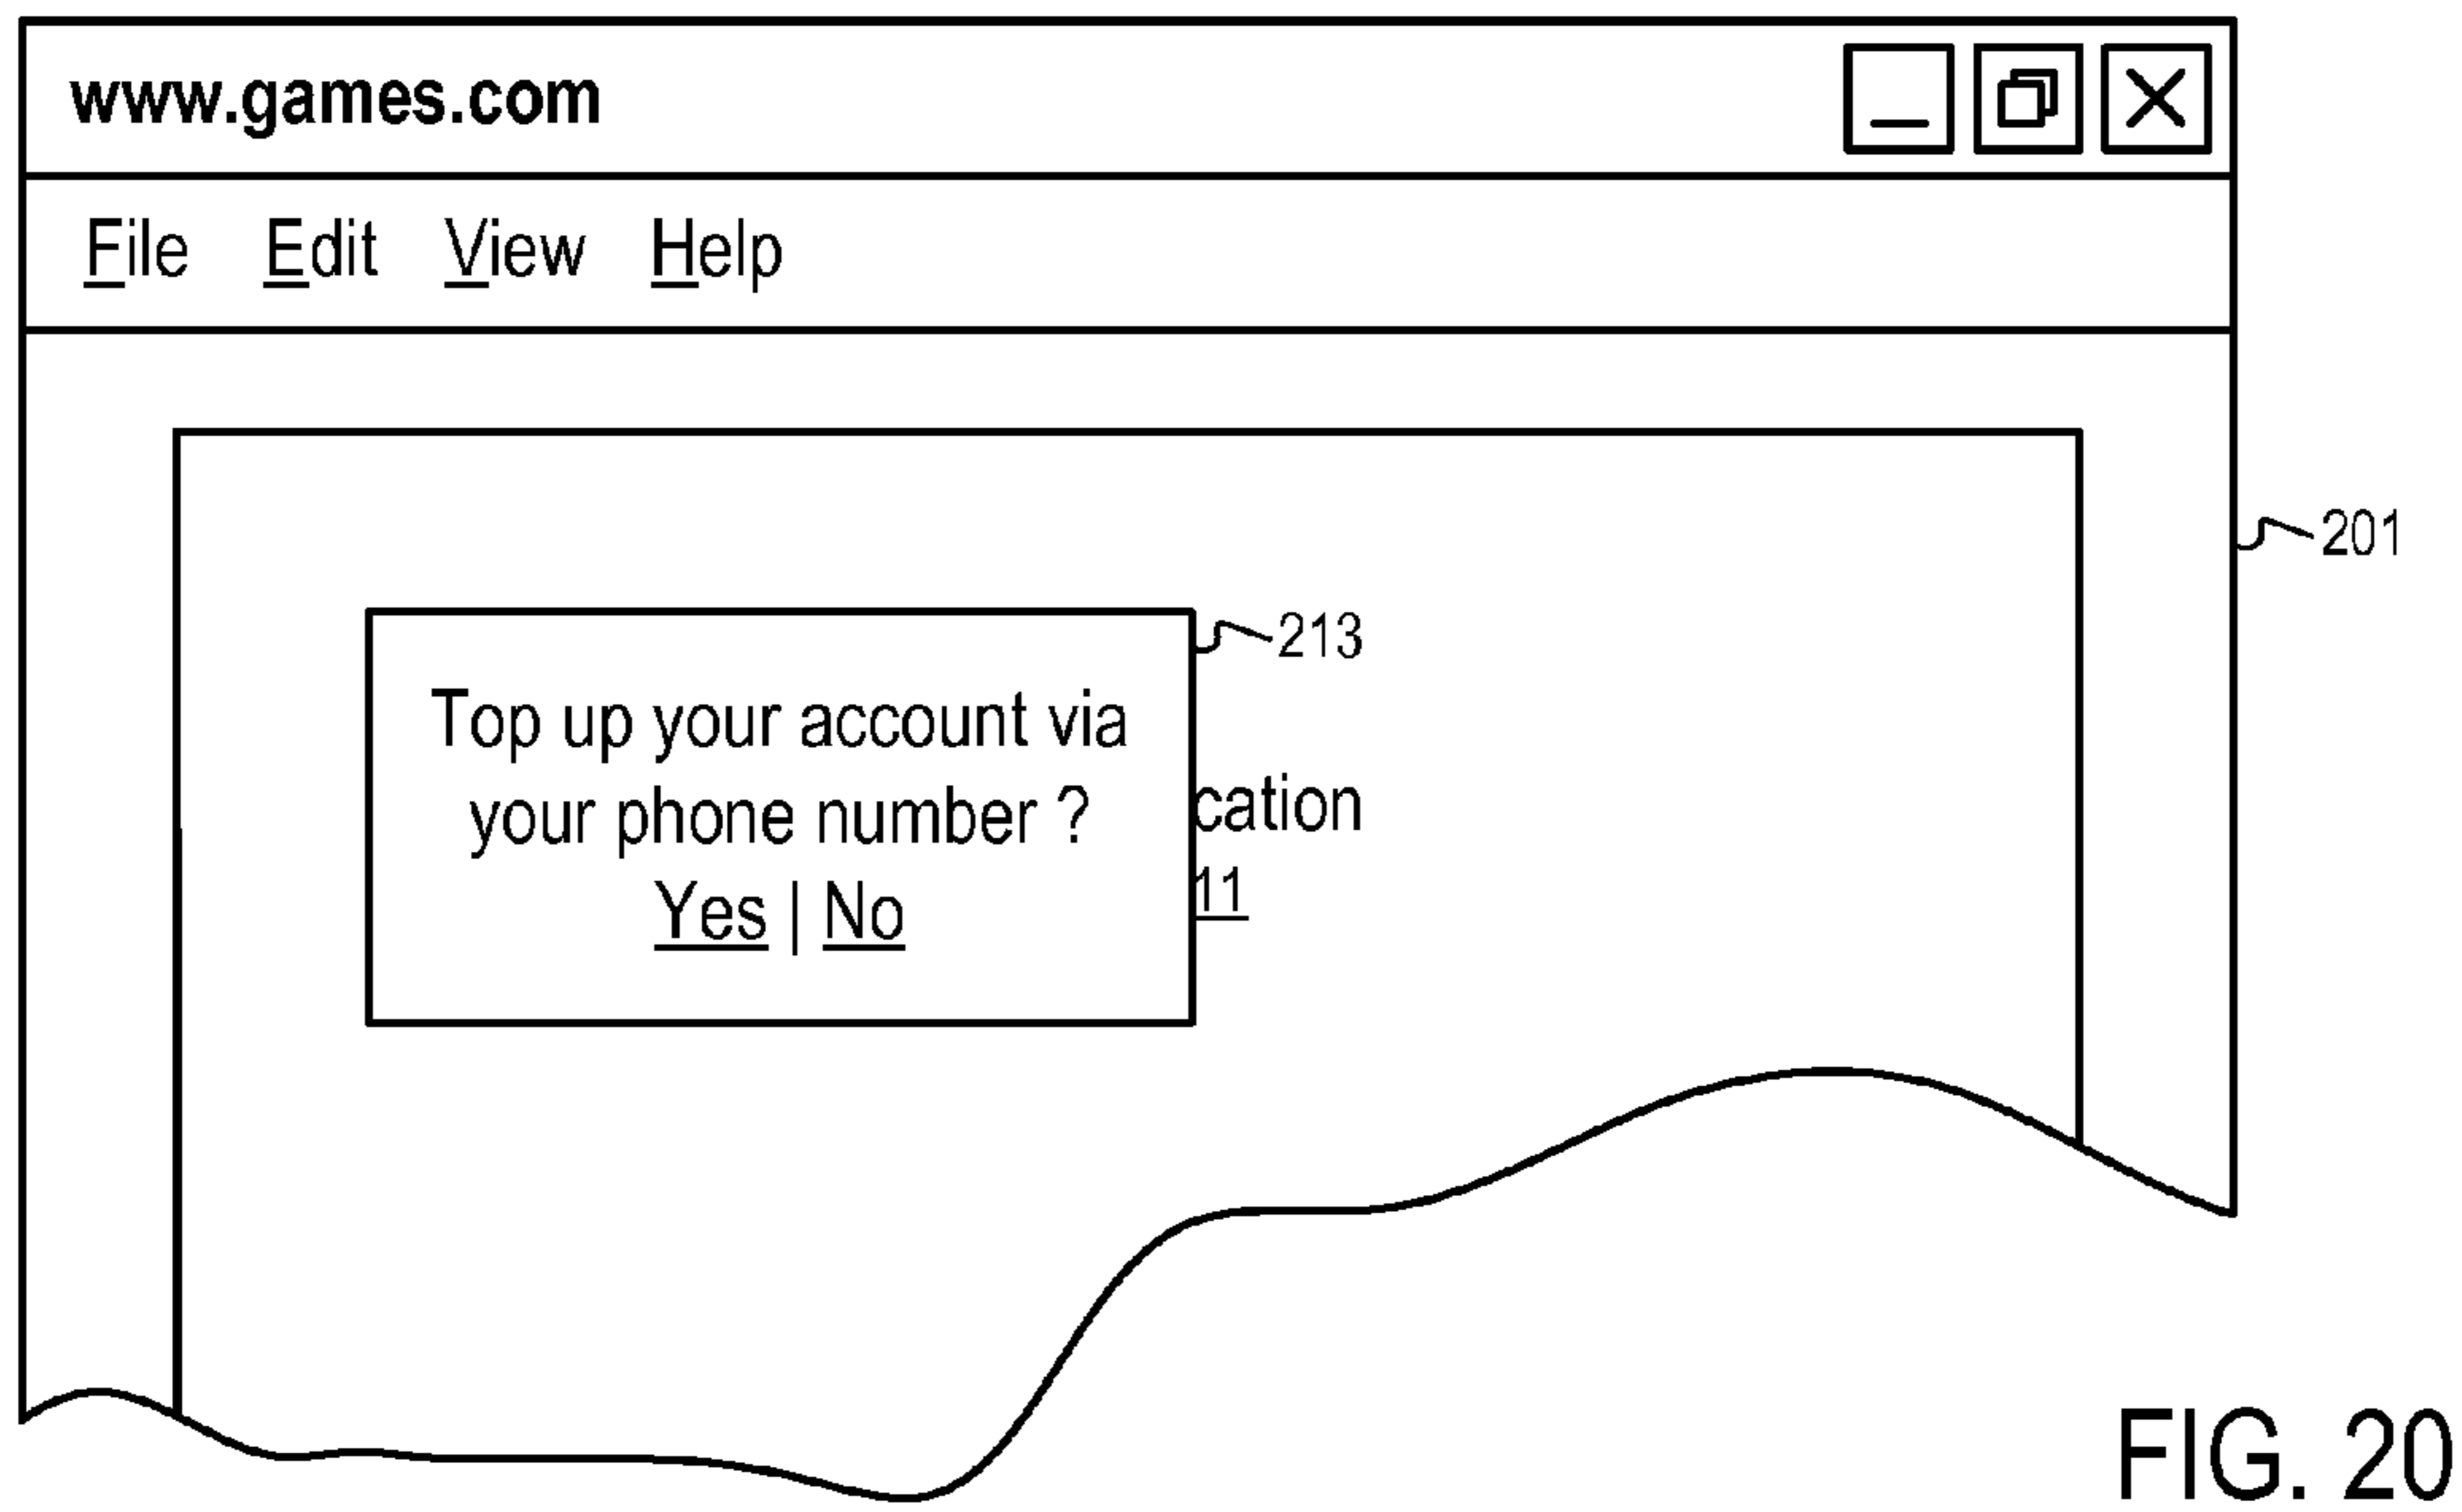 www.games.com
File Edit View Help
201
213
Top up your account via
your phone number ?
cation
Yes | No
11
FIG. 20